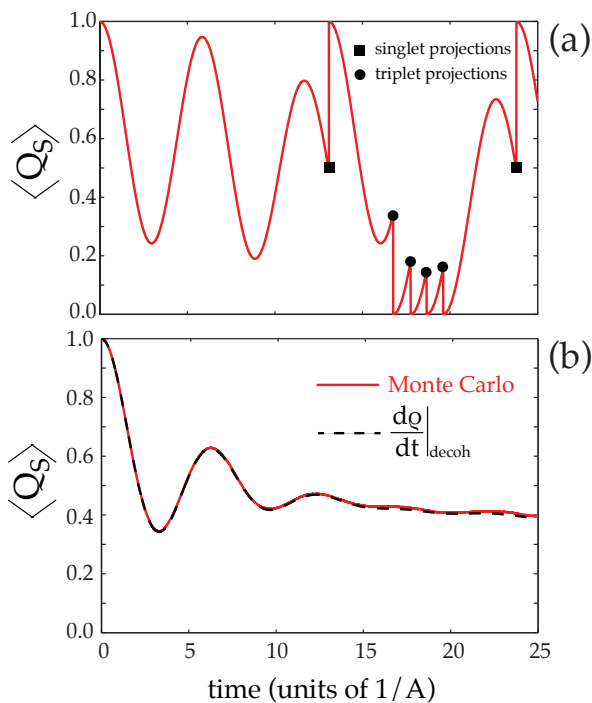 (a)
1.0
0.8
0.6
0.4
0.2
0.0
⟨Q_S⟩
singlet projections
triplet projections
(b)
1.0
0.8
0.6
0.4
0.2
0.0
⟨Q_S⟩
Monte Carlo
dϱ/dt|decoh
0 5 10 15 20 25
time (units of 1/A)